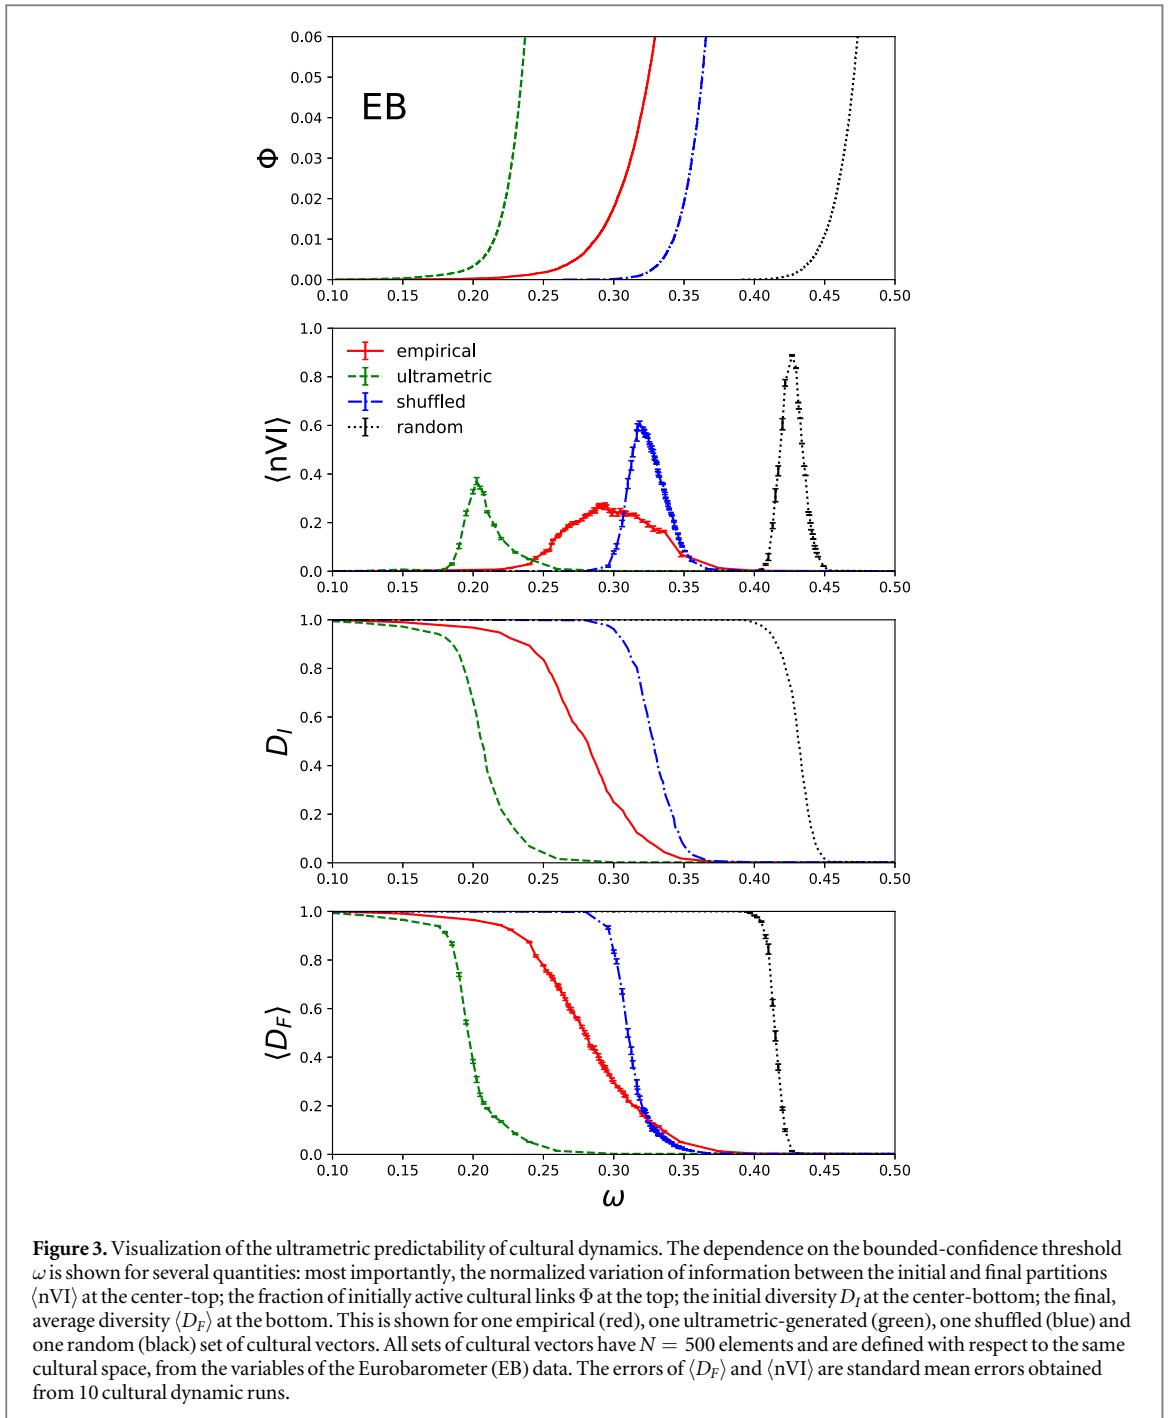 0.06
0.05
0.04
0.03
0.02
0.01
0.00
Φ
EB
0.10 0.15 0.20 0.25 0.30 0.35 0.40 0.45 0.50
1.0
0.8
0.6
0.4
0.2
0.0
⟨nVI⟩
empirical
ultrametric
shuffled
random
0.10 0.15 0.20 0.25 0.30 0.35 0.40 0.45 0.50
1.0
0.8
0.6
0.4
0.2
0.0
D_I
0.10 0.15 0.20 0.25 0.30 0.35 0.40 0.45 0.50
1.0
0.8
0.6
0.4
0.2
0.0
⟨D_F⟩
0.10 0.15 0.20 0.25 0.30 0.35 0.40 0.45 0.50
ω
Figure 3. Visualization of the ultrametric predictability of cultural dynamics. The dependence on the bounded-confidence threshold
ω is shown for several quantities: most importantly, the normalized variation of information between the initial and final partitions
⟨nVI⟩ at the center-top; the fraction of initially active cultural links Φ at the top; the initial diversity D_I at the center-bottom; the final,
average diversity ⟨D_F⟩ at the bottom. This is shown for one empirical (red), one ultrametric-generated (green), one shuffled (blue) and
one random (black) set of cultural vectors. All sets of cultural vectors have N = 500 elements and are defined with respect to the same
cultural space, from the variables of the Eurobarometer (EB) data. The errors of ⟨D_F⟩ and ⟨nVI⟩ are standard mean errors obtained
from 10 cultural dynamic runs.